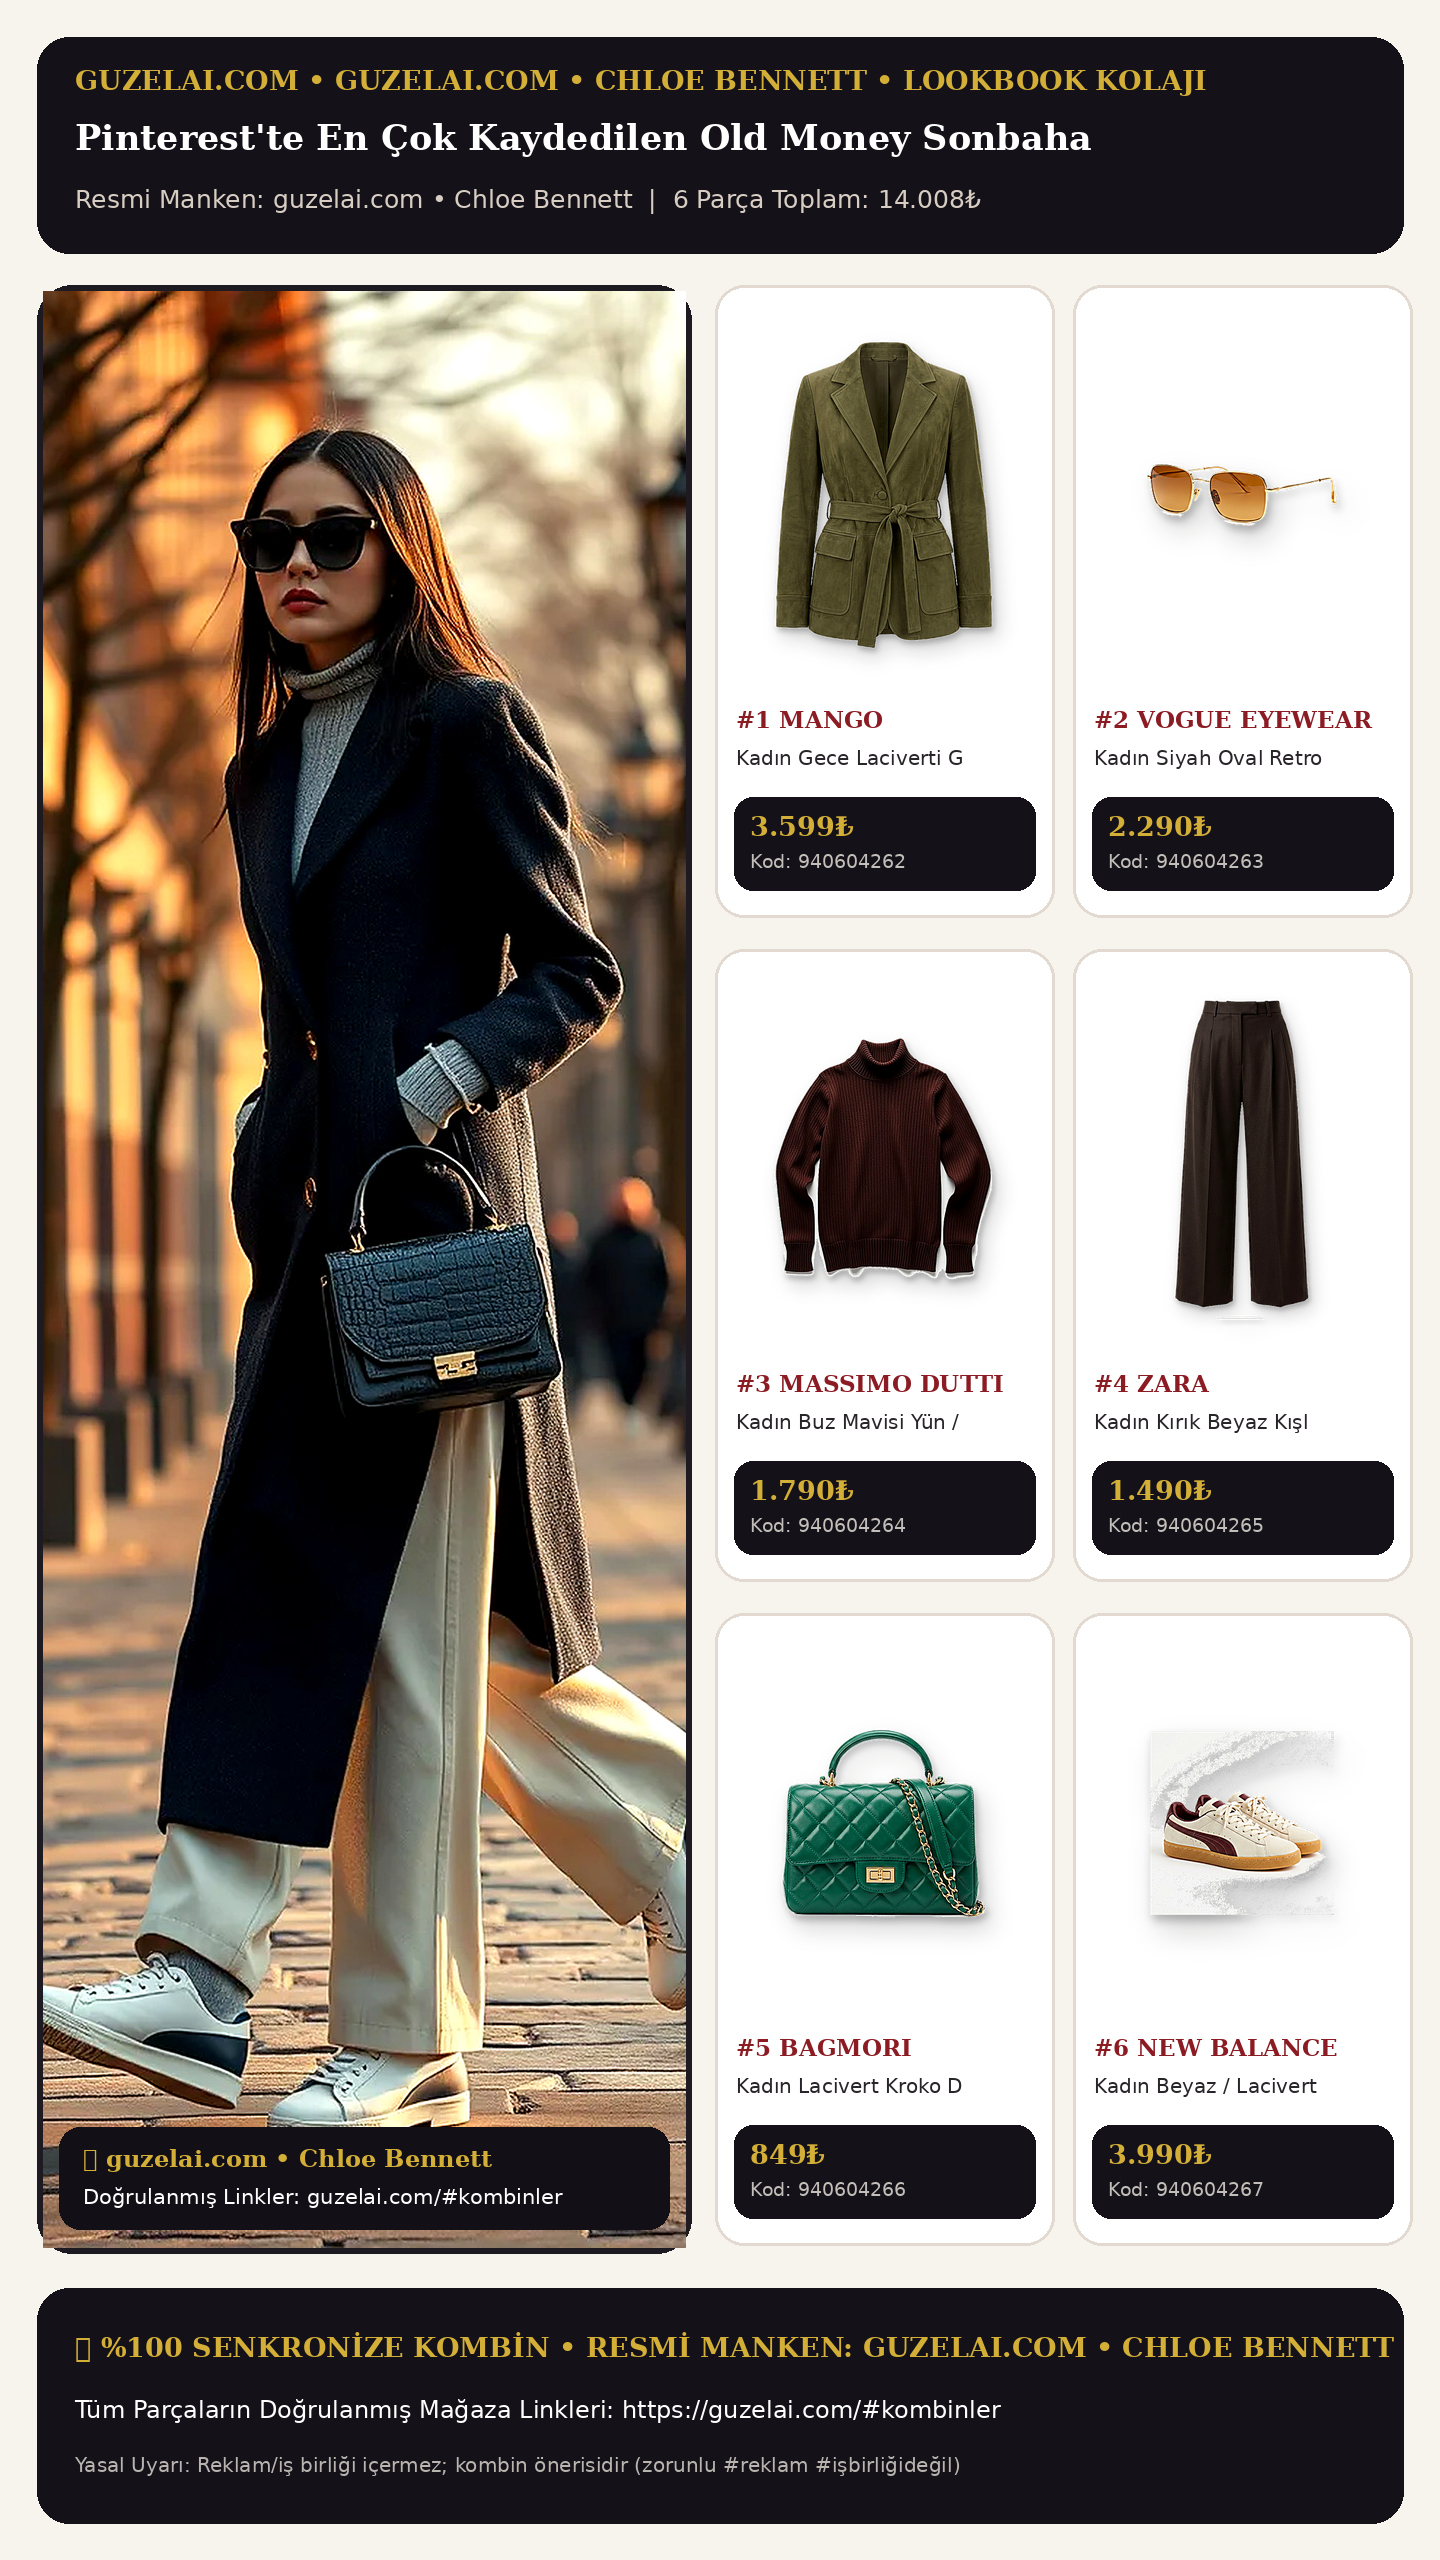 GUZELAI.COM • GUZELAI.COM • CHLOE BENNETT • LOOKBOOK KOLAJI
Pinterest'te En Çok Kaydedilen Old Money Sonbaha
Resmi Manken: guzelai.com • Chloe Bennett | 6 Parça Toplam: 14.008₺
#1 MANGO
Kadın Gece Laciverti G
3.599₺
Kod: 940604262
#2 VOGUE EYEWEAR
Kadın Siyah Oval Retro
2.290₺
Kod: 940604263
#3 MASSIMO DUTTI
Kadın Buz Mavisi Yün /
1.790₺
Kod: 940604264
#4 ZARA
Kadın Kırık Beyaz Kışl
1.490₺
Kod: 940604265
#5 BAGMORI
Kadın Lacivert Kroko D
849₺
Kod: 940604266
#6 NEW BALANCE
Kadın Beyaz / Lacivert
3.990₺
Kod: 940604267
guzelai.com • Chloe Bennett
Doğrulanmış Linkler: guzelai.com/#kombinler
%100 SENKRONİZE KOMBİN • RESMİ MANKEN: GUZELAI.COM • CHLOE BENNETT
Tüm Parçaların Doğrulanmış Mağaza Linkleri: https://guzelai.com/#kombinler
Yasal Uyarı: Reklam/iş birliği içermez; kombin önerisidir (zorunlu #reklam #işbirliğideğil)